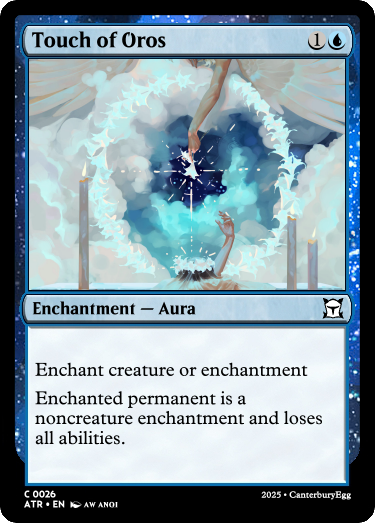 Touch of Oros 1
Enchantment — Aura
Enchant creature or enchantment
Enchanted permanent is a
noncreature enchantment and loses
all abilities.
C 0026
ATR • EN AW ANOI 2025 • CanterburyEgg